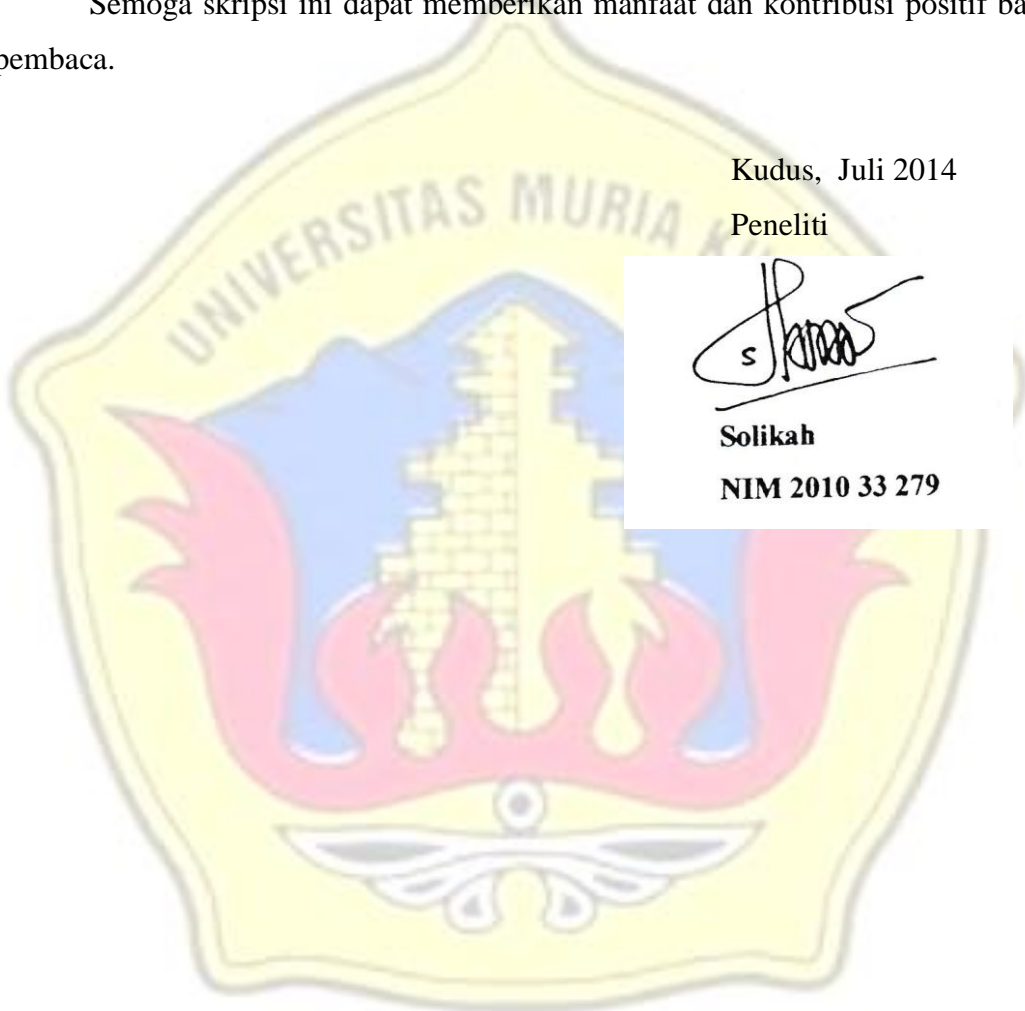 Semoga skripsi ini dapat memberikan manfaat dan kontribusi positif ba
pembaca.
Kudus, Juli 2014
Peneliti
UNIVERSITAS MURIA
S
Solikah
NIM 2010 33 279